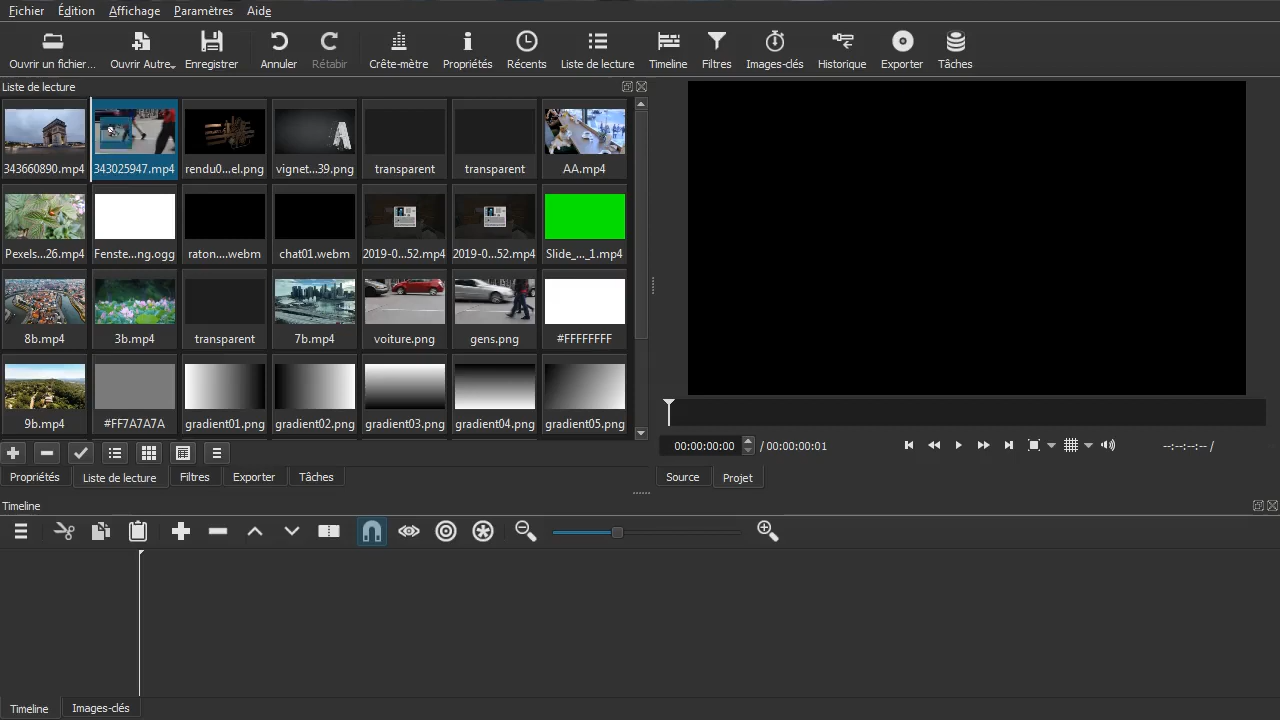 Fichier Édition Affichage Paramètres Aide
Ouvrir un fichier... Ouvrir Autre... Enregistrer Annuler Rétabir Crête-mètre Propriétés Récents Liste de lecture Timeline Filtres Images-clés Historique Exporter Tâches
Liste de lecture
343660890.mp4 343025947.mp4 rendu0...el.png vignet...39.png transparent transparent AA.mp4
Pexels...26.mp4 Fenste...ng.ogg raton....webm chat01.webm 2019-0...52.mp4 2019-0...52.mp4 Slide_..._1.mp4
8b.mp4 3b.mp4 transparent 7b.mp4 voiture.png gens.png #FFFFFFFF
9b.mp4 #FF7A7A7A gradient01.png gradient02.png gradient03.png gradient04.png gradient05.png
00:00:00:00 / 00:00:00:01 --:--:--:-- /
Propriétés Liste de lecture Filtres Exporter Tâches Source Projet
Timeline
Timeline Images-clés